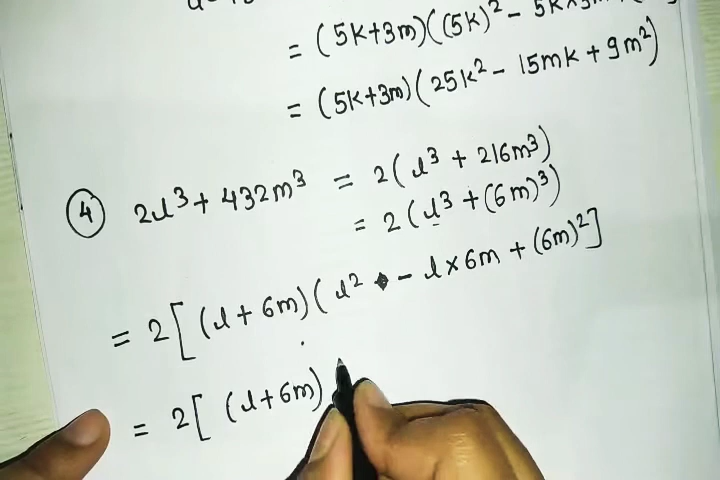 = (5k+3m)((5k)² - 5k×3m
= (5k+3m)(25k² - 15mk + 9m²)
④ 2l³ + 432m³ = 2(l³ + 216m³)
= 2(l³ + (6m)³)
= 2[(l + 6m)(l² - l×6m + (6m)²]
= 2[ (l+6m)